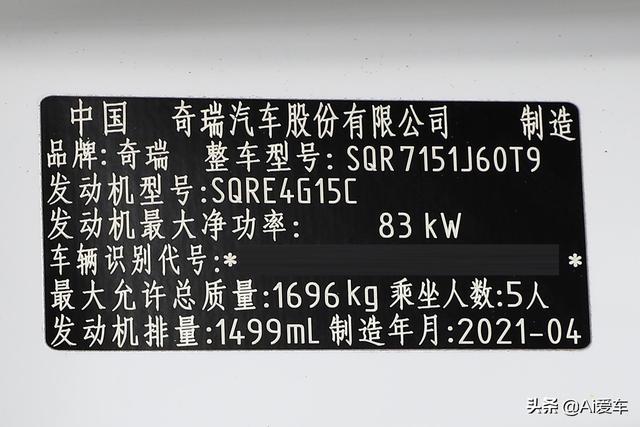 中国 奇瑞汽车股份有限公司 制造
品牌:奇瑞 整车型号:SQR7151J60T9
发动机型号:SQRE4G15C
发动机最大净功率: 83 kW
车辆识别代号:* *
最大允许总质量:1696kg 乘坐人数:5人
发动机排量:1499mL 制造年月:2021-04
头条 @Ai爱车